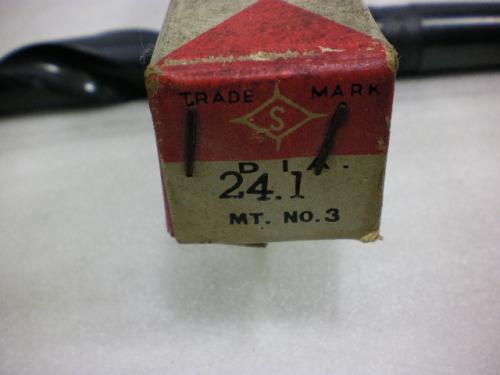 TRADE MARK
S
DIA.
24.1
MT. NO.3